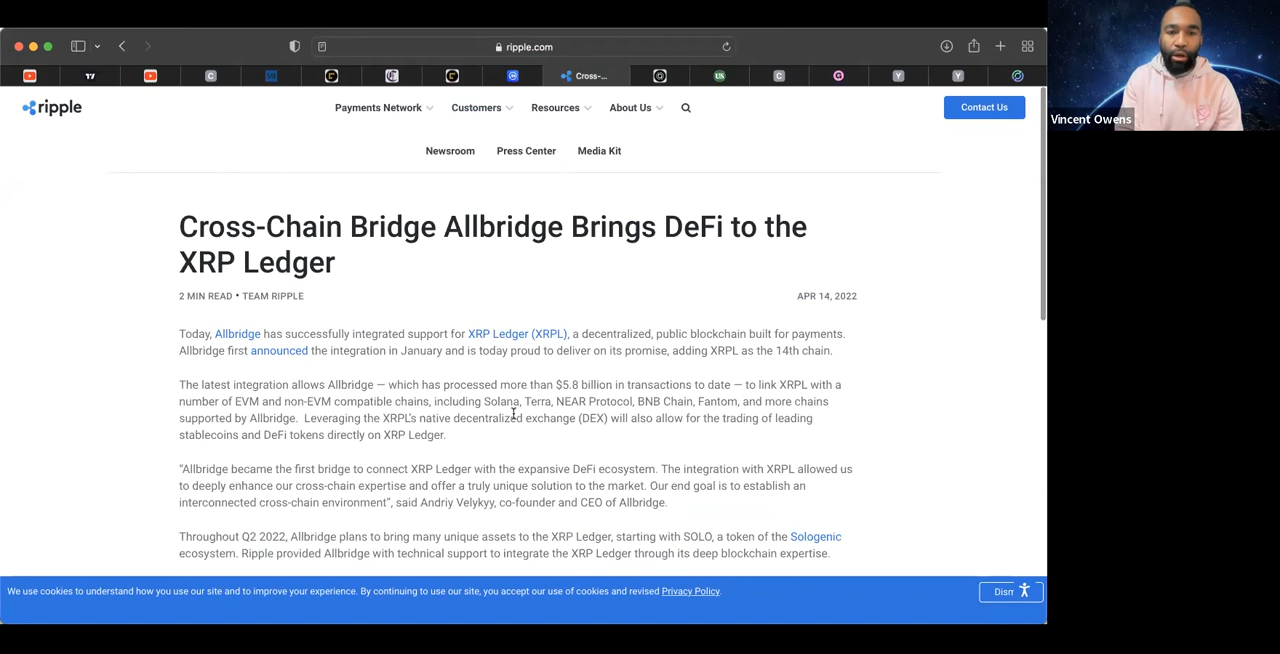 ripple.com
Cross-...
ripple
Payments Network
Customers
Resources
About Us
Contact Us
Newsroom
Press Center
Media Kit
Cross-Chain Bridge Allbridge Brings DeFi to the
XRP Ledger
2 MIN READ • TEAM RIPPLE
APR 14, 2022
Today, Allbridge has successfully integrated support for XRP Ledger (XRPL), a decentralized, public blockchain built for payments.
Allbridge first announced the integration in January and is today proud to deliver on its promise, adding XRPL as the 14th chain.
The latest integration allows Allbridge — which has processed more than $5.8 billion in transactions to date — to link XRPL with a
number of EVM and non-EVM compatible chains, including Solana, Terra, NEAR Protocol, BNB Chain, Fantom, and more chains
supported by Allbridge. Leveraging the XRPL's native decentralized exchange (DEX) will also allow for the trading of leading
stablecoins and DeFi tokens directly on XRP Ledger.
“Allbridge became the first bridge to connect XRP Ledger with the expansive DeFi ecosystem. The integration with XRPL allowed us
to deeply enhance our cross-chain expertise and offer a truly unique solution to the market. Our end goal is to establish an
interconnected cross-chain environment”, said Andriy Velykyy, co-founder and CEO of Allbridge.
Throughout Q2 2022, Allbridge plans to bring many unique assets to the XRP Ledger, starting with SOLO, a token of the Sologenic
ecosystem. Ripple provided Allbridge with technical support to integrate the XRP Ledger through its deep blockchain expertise.
We use cookies to understand how you use our site and to improve your experience. By continuing to use our site, you accept our use of cookies and revised Privacy Policy.
Disn
Vincent Owens